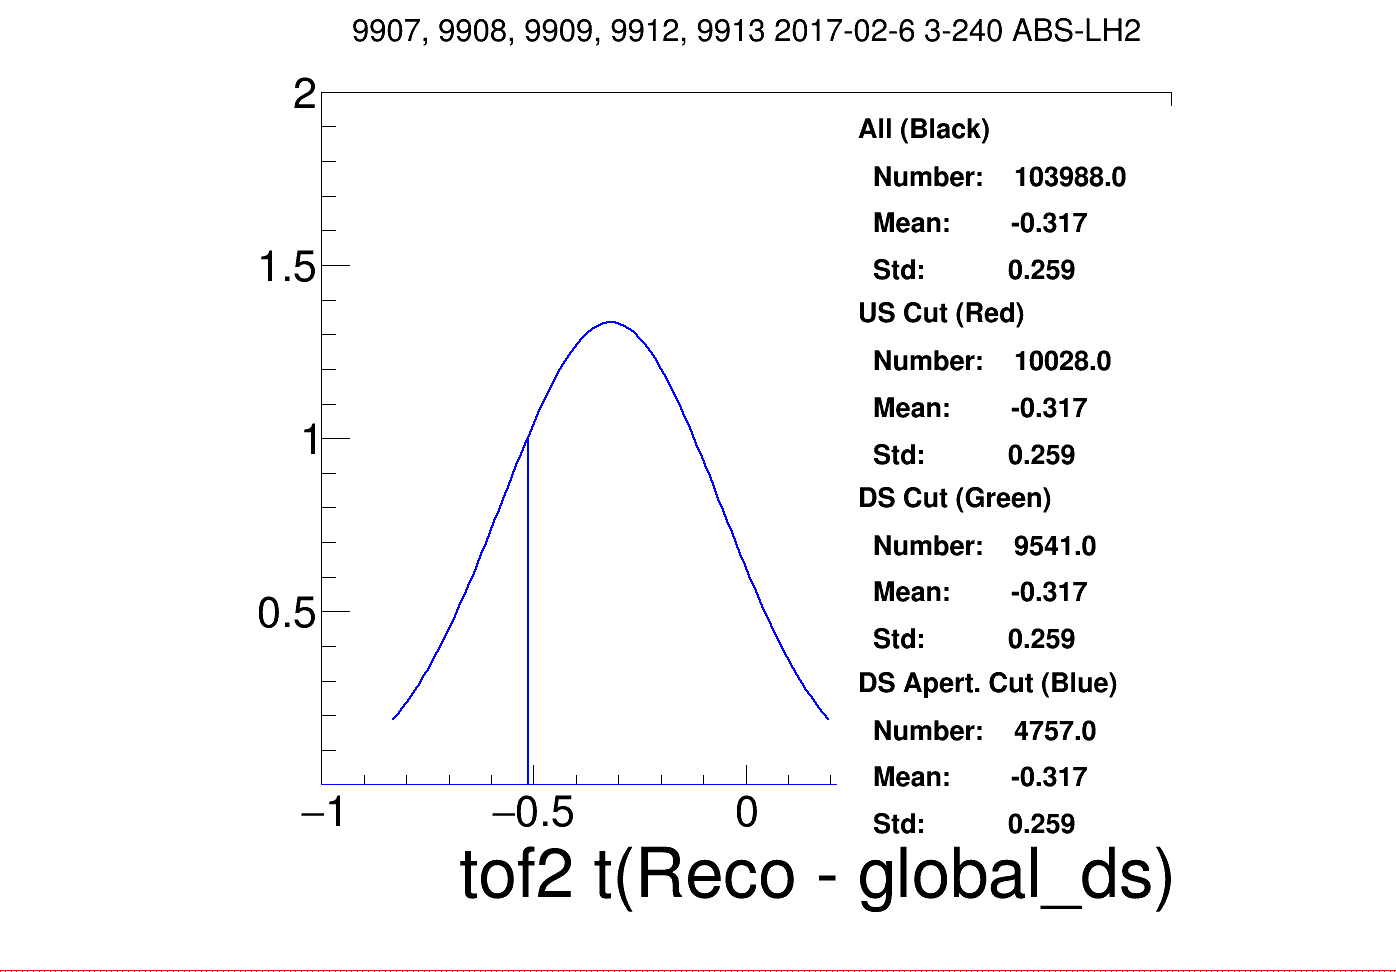 9907, 9908, 9909, 9912, 9913 2017-02-6 3-240 ABS-LH2
2
1.5
1
0.5
−1 −0.5 0
All (Black)
Number: 103988.0
Mean: -0.317
Std: 0.259
US Cut (Red)
Number: 10028.0
Mean: -0.317
Std: 0.259
DS Cut (Green)
Number: 9541.0
Mean: -0.317
Std: 0.259
DS Apert. Cut (Blue)
Number: 4757.0
Mean: -0.317
Std: 0.259
tof2 t(Reco - global_ds)